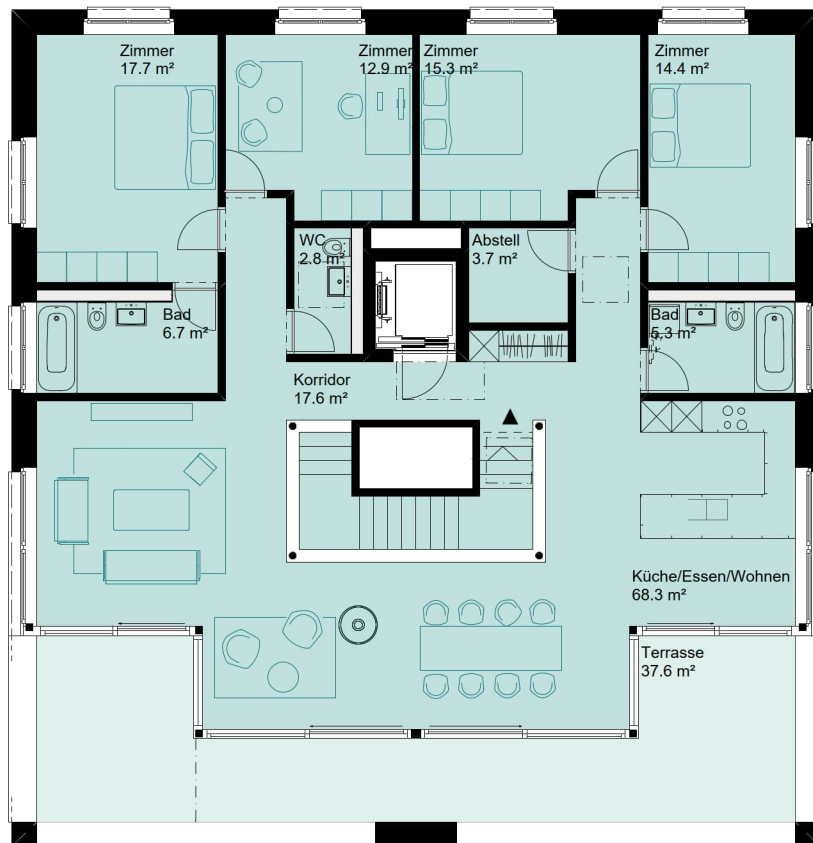 Zimmer
17.7 m²
Zimmer
12.9 m²
Zimmer
15.3 m²
Zimmer
14.4 m²
WC
2.8 m²
Abstell
3.7 m²
Bad
6.7 m²
Bad
5.3 m²
Korridor
17.6 m²
Küche/Essen/Wohnen
68.3 m²
Terrasse
37.6 m²